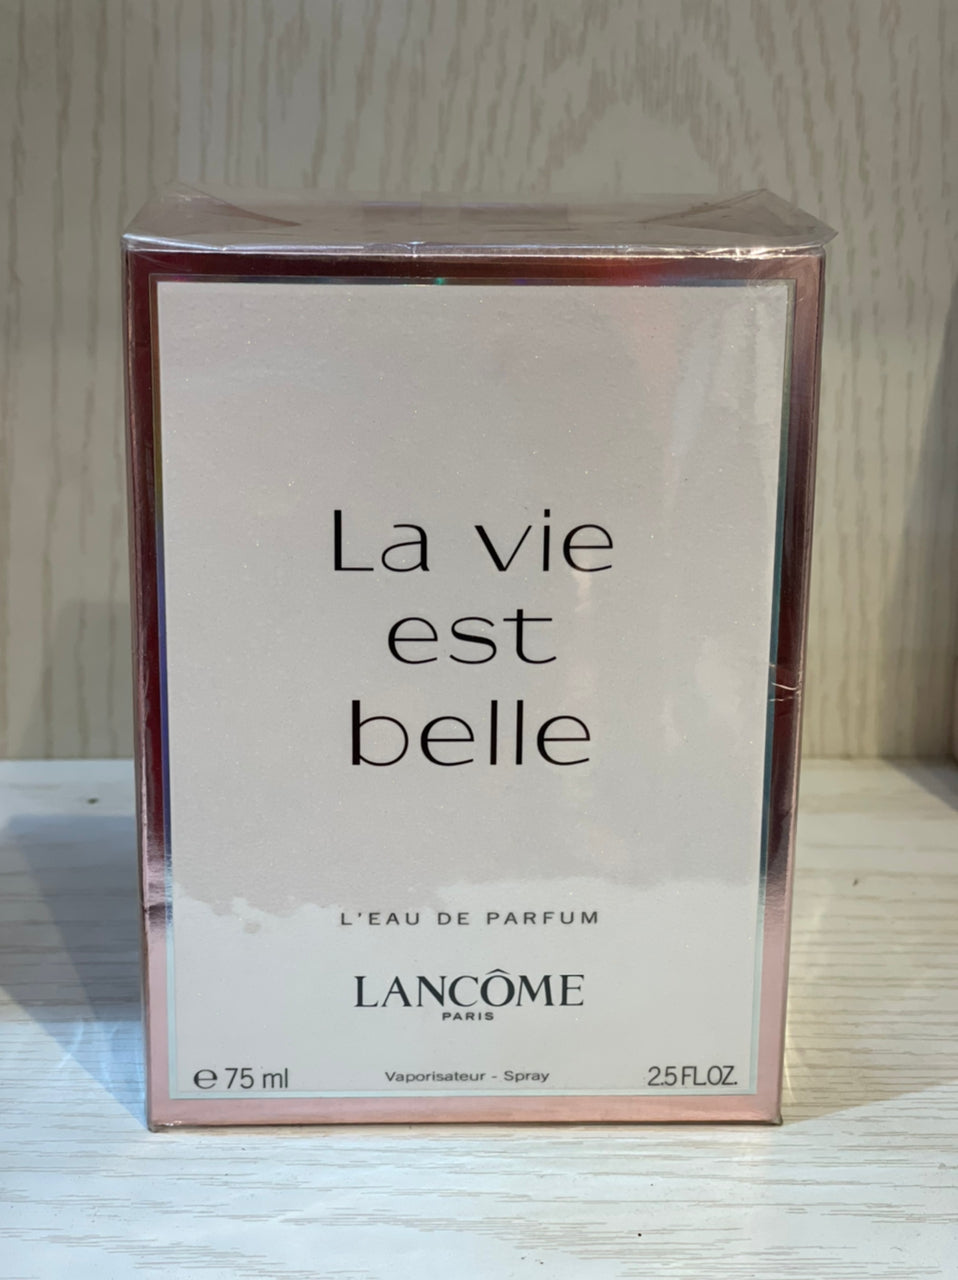 La vie
est
belle
L'EAU DE PARFUM
LANCÔME
PARIS
℮ 75 ml Vaporisateur - Spray 2.5 FL.OZ.